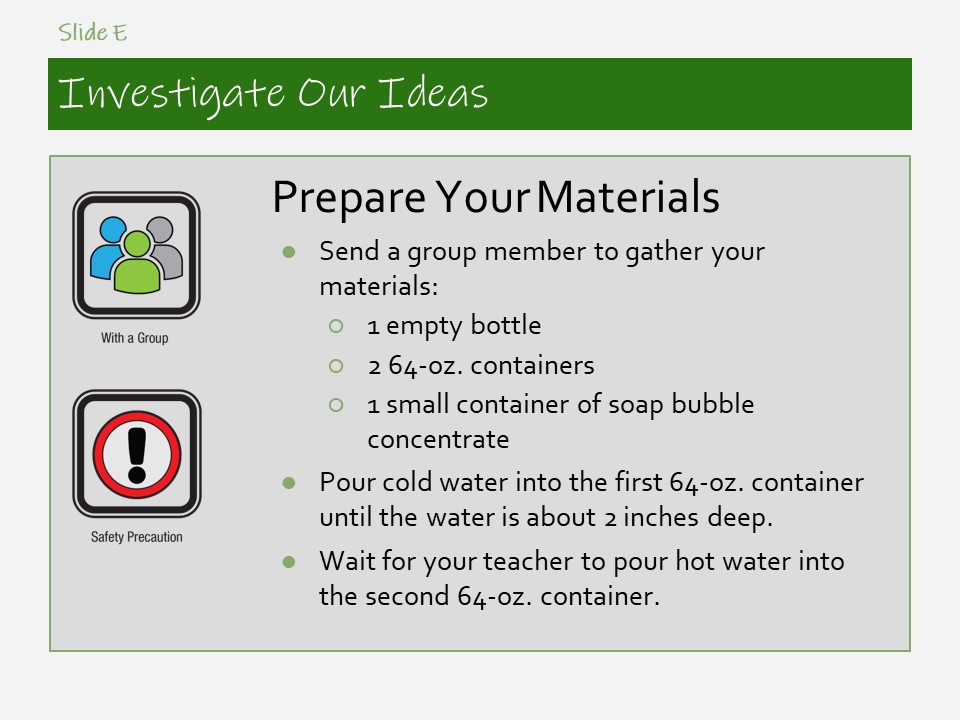 Slide E
Investigate Our Ideas
Prepare Your Materials
With a Group
Safety Precaution
● Send a group member to gather your
materials:
○ 1 empty bottle
○ 2 64-oz. containers
○ 1 small container of soap bubble
concentrate
● Pour cold water into the first 64-oz. container
until the water is about 2 inches deep.
● Wait for your teacher to pour hot water into
the second 64-oz. container.